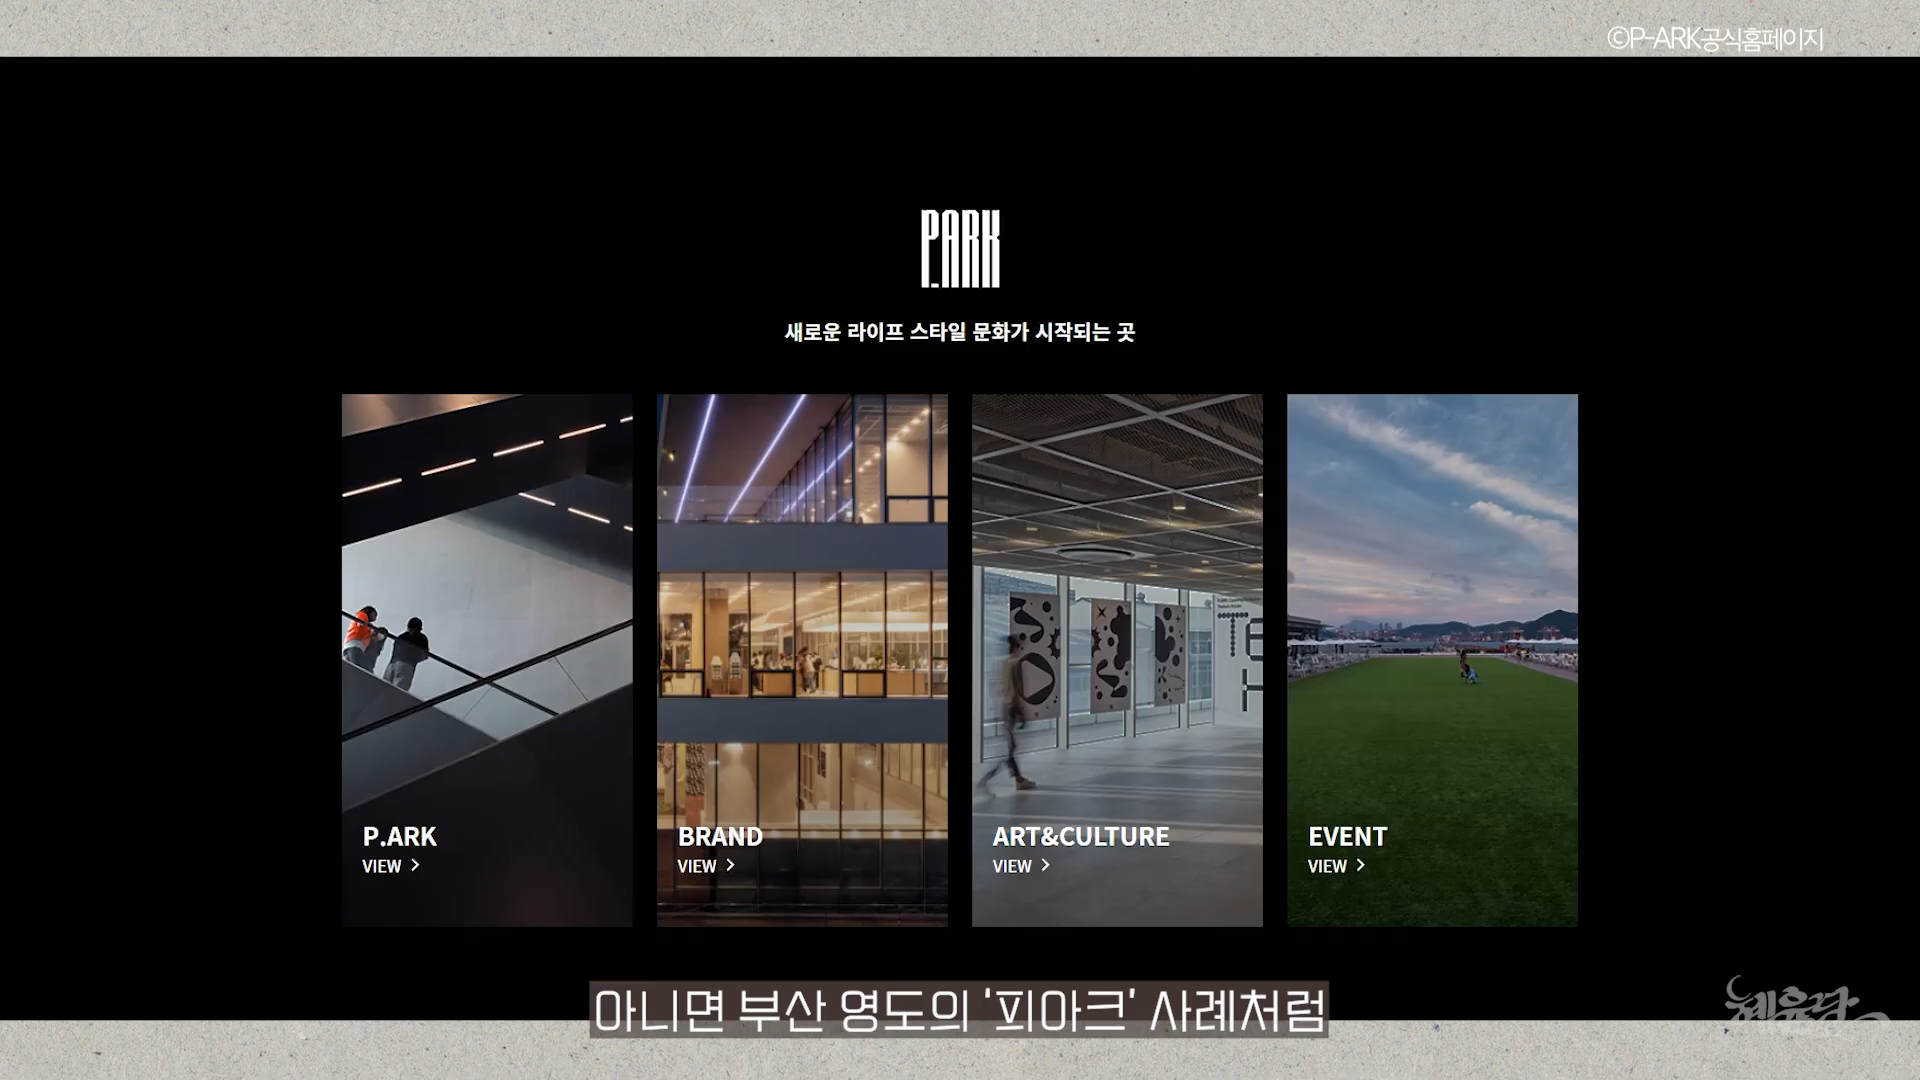 ©P-ARK공식홈페이지
P.ARK
새로운 라이프 스타일 문화가 시작되는 곳
P.ARK
VIEW >
BRAND
VIEW >
ART&CULTURE
VIEW >
EVENT
VIEW >
아니면 부산 영도의 '피아크' 사례처럼